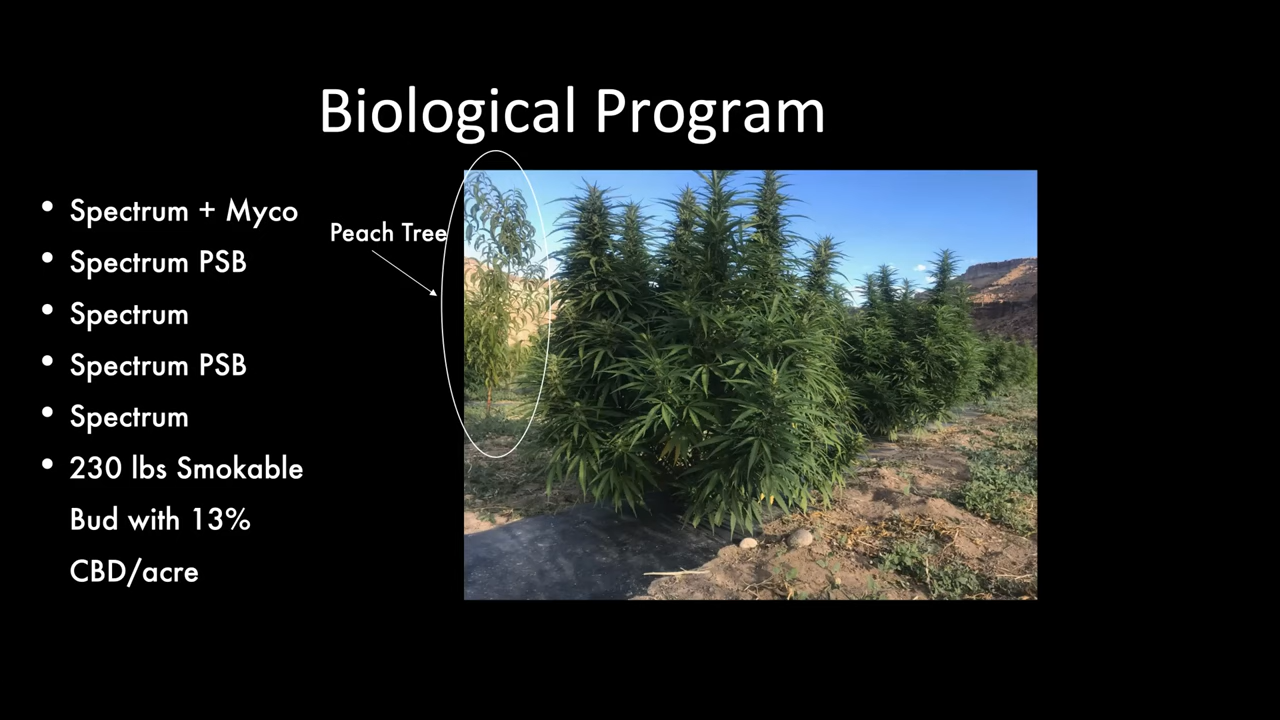 Biological Program
• Spectrum + Myco
• Spectrum PSB
• Spectrum
• Spectrum PSB
• Spectrum
• 230 lbs Smokable
Bud with 13%
CBD/acre
Peach Tree